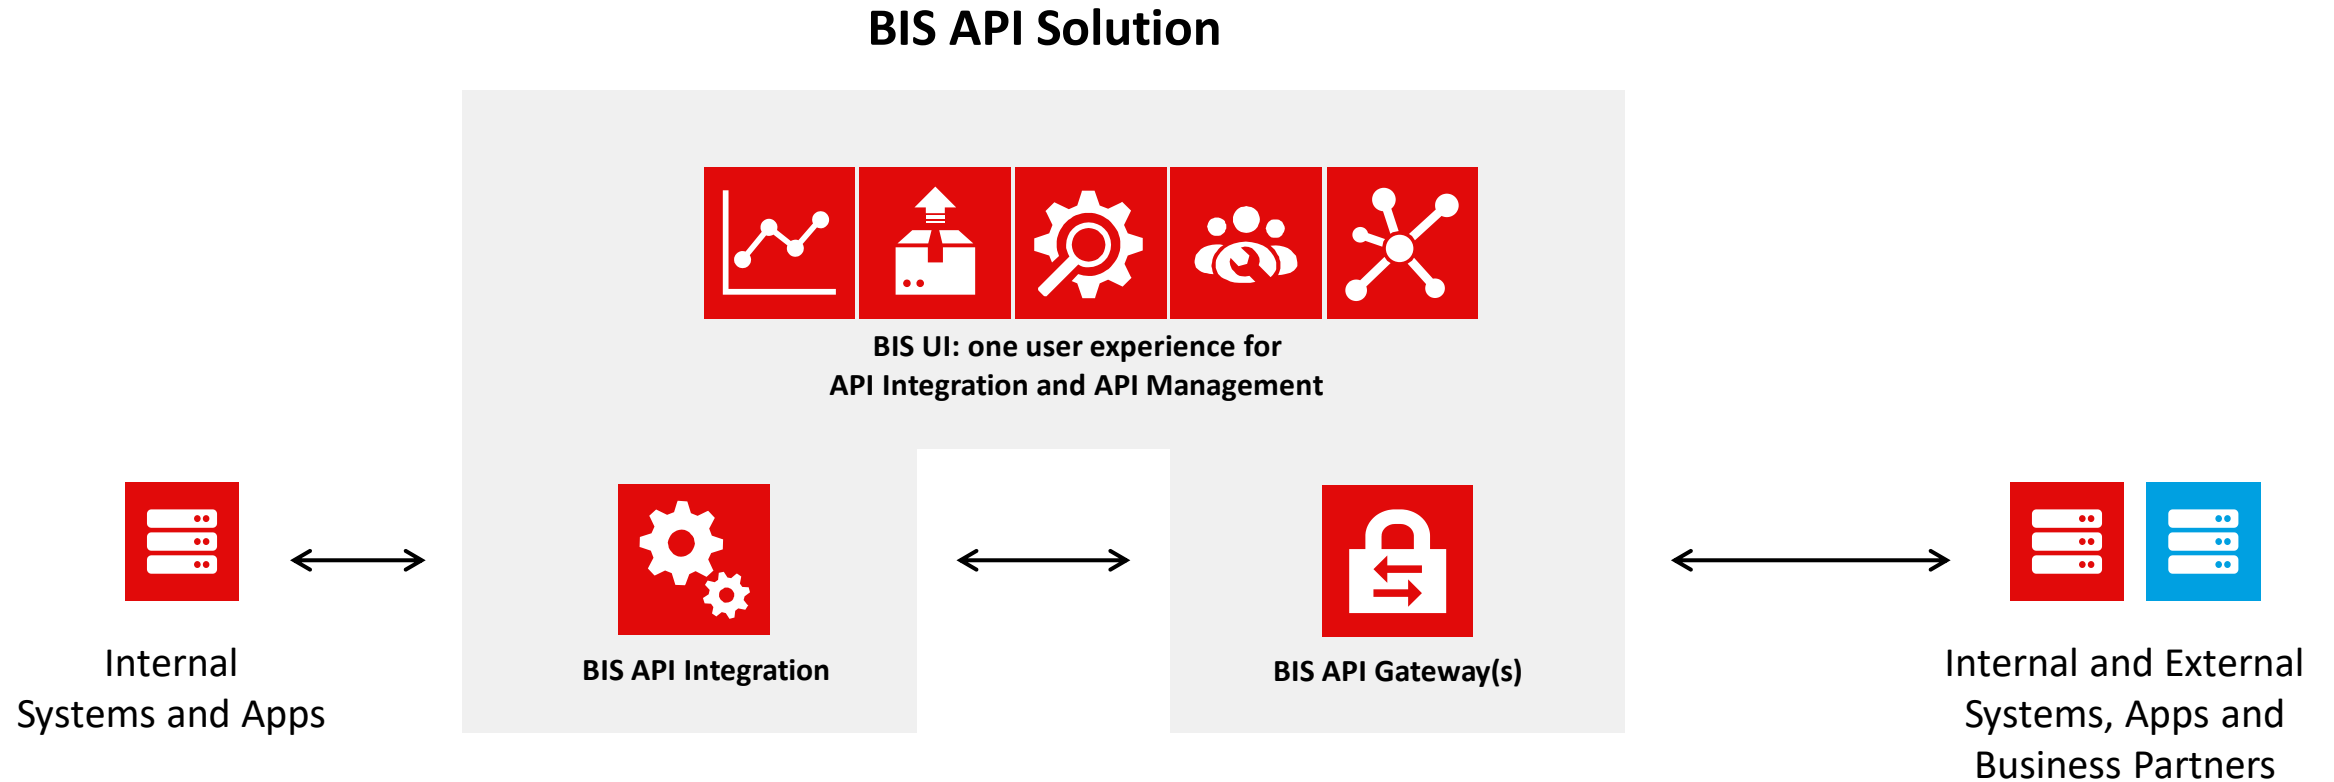 BIS API Solution
BIS UI: one user experience for
API Integration and API Management
BIS API Integration
BIS API Gateway(s)
Internal
Systems and Apps
Internal and External
Systems, Apps and
Business Partners